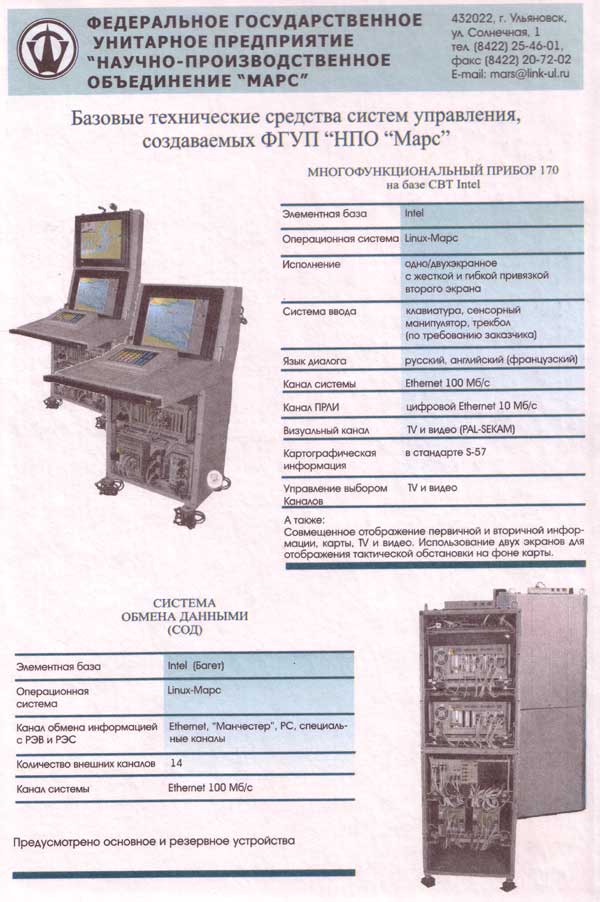 ФЕДЕРАЛЬНОЕ ГОСУДАРСТВЕННОЕ
УНИТАРНОЕ ПРЕДПРИЯТИЕ
"НАУЧНО-ПРОИЗВОДСТВЕННОЕ
ОБЪЕДИНЕНИЕ "МАРС"
432022, г. Ульяновск,
ул Солнечная, 1
тел. (8422) 25-46-01,
факс (8422) 20-72-02
E-mail: mars@link-ul.ru
Базовые технические средства систем управления,
создаваемых ФГУП "НПО "Марс"
МНОГОФУНКЦИОНАЛЬНЫЙ ПРИБОР 170
на базе СВТ Intel
Элементная база Intel
Операционная система Linux-Марс
Исполнение одно/двухэкранное
с жесткой и гибкой привязкой
второго экрана
Система ввода клавиатура, сенсорный
манипулятор, трекбол
(по требованию заказчика)
Язык диалога русский, английский (французский)
Канал системы Ethernet 100 Мб/с
Канал ПРЛИ цифровой Ethernet 10 Мб/с
Визуальный канал TV и видео (PAL-SEKAM)
Картографическая в стандарте S-57
информация
Управление выбором TV и видео
Каналов
А также:
Совмещенное отображение первичной и вторичной инфор-
мации, карты, TV и видео. Использование двух экранов для
отображения тактической обстановки на фоне карты.
СИСТЕМА
ОБМЕНА ДАННЫМИ
(СОД)
Элементная база Intel (Багет)
Операционная Linux-Марс
система
Канал обмена информацией Ethernet, "Манчестер", РС, специаль-
с РЭВ и РЭС ные каналы
Количество внешних каналов 14
Канал системы Ethernet 100 Мб/с
Предусмотрено основное и резервное устройства